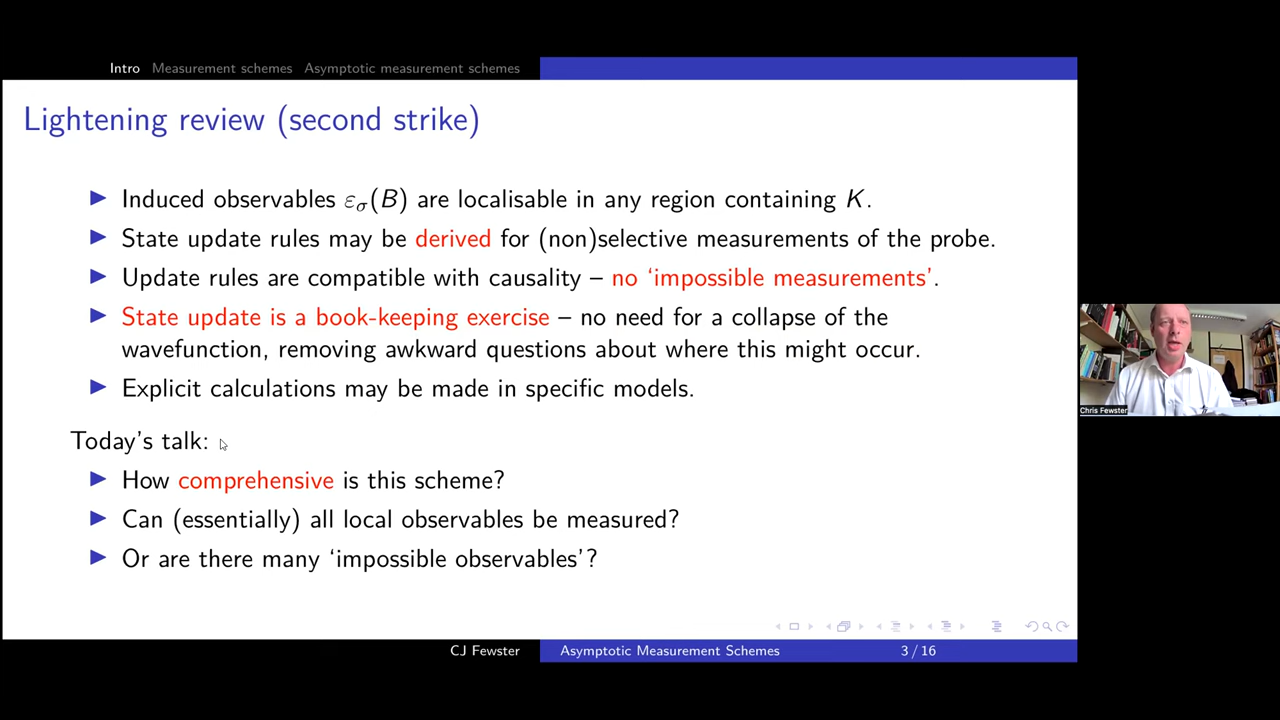 Intro Measurement schemes Asymptotic measurement schemes
Lightening review (second strike)
▶ Induced observables εσ(B) are localisable in any region containing K.
▶ State update rules may be derived for (non)selective measurements of the probe.
▶ Update rules are compatible with causality – no ‘impossible measurements’.
▶ State update is a book-keeping exercise – no need for a collapse of the
wavefunction, removing awkward questions about where this might occur.
▶ Explicit calculations may be made in specific models.
Today's talk:
▶ How comprehensive is this scheme?
▶ Can (essentially) all local observables be measured?
▶ Or are there many ‘impossible observables’?
Chris Fewster
CJ Fewster Asymptotic Measurement Schemes 3 / 16